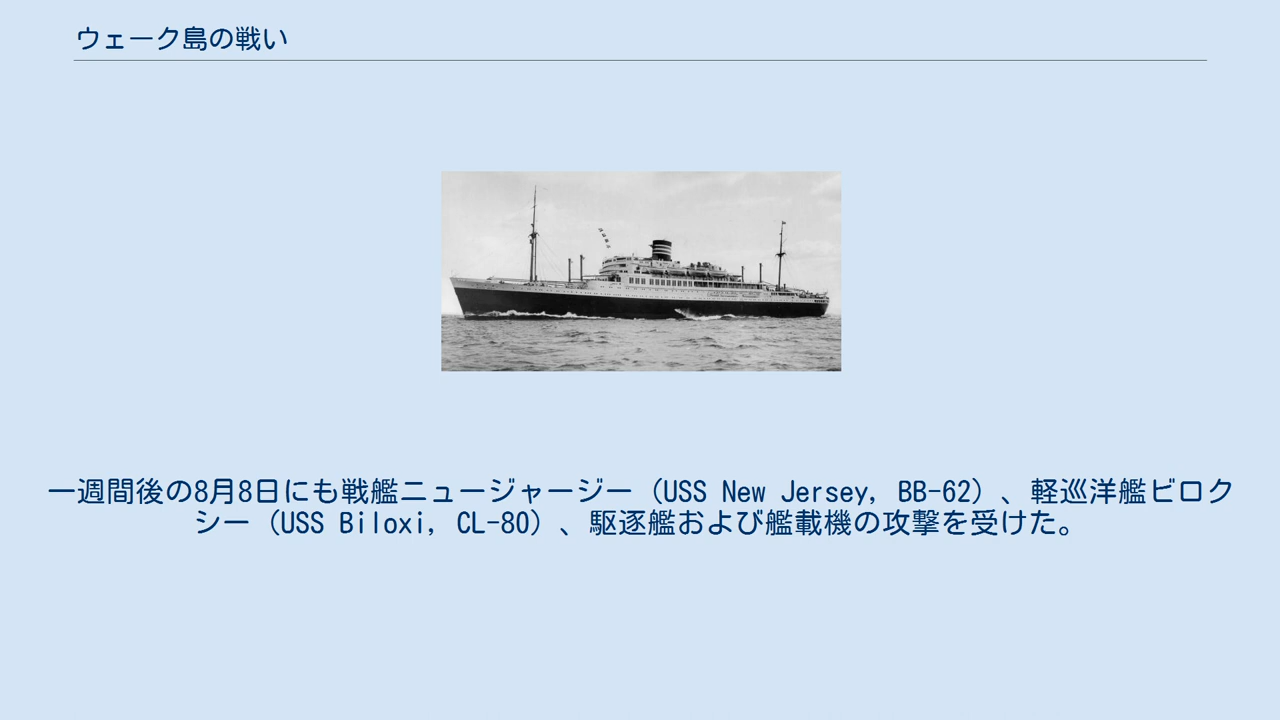 ウェーク島の戦い
一週間後の8月8日にも戦艦ニュージャージー（USS New Jersey, BB-62）、軽巡洋艦ビロク
シー（USS Biloxi, CL-80）、駆逐艦および艦載機の攻撃を受けた。